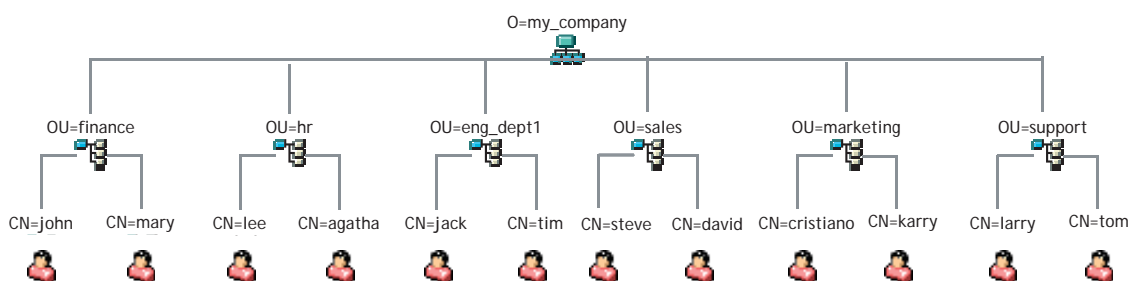 O=my_company
OU=finance OU=hr OU=eng_dept1 OU=sales OU=marketing OU=support
CN=john CN=mary CN=lee CN=agatha CN=jack CN=tim CN=steve CN=david CN=cristiano CN=karry CN=larry CN=tom